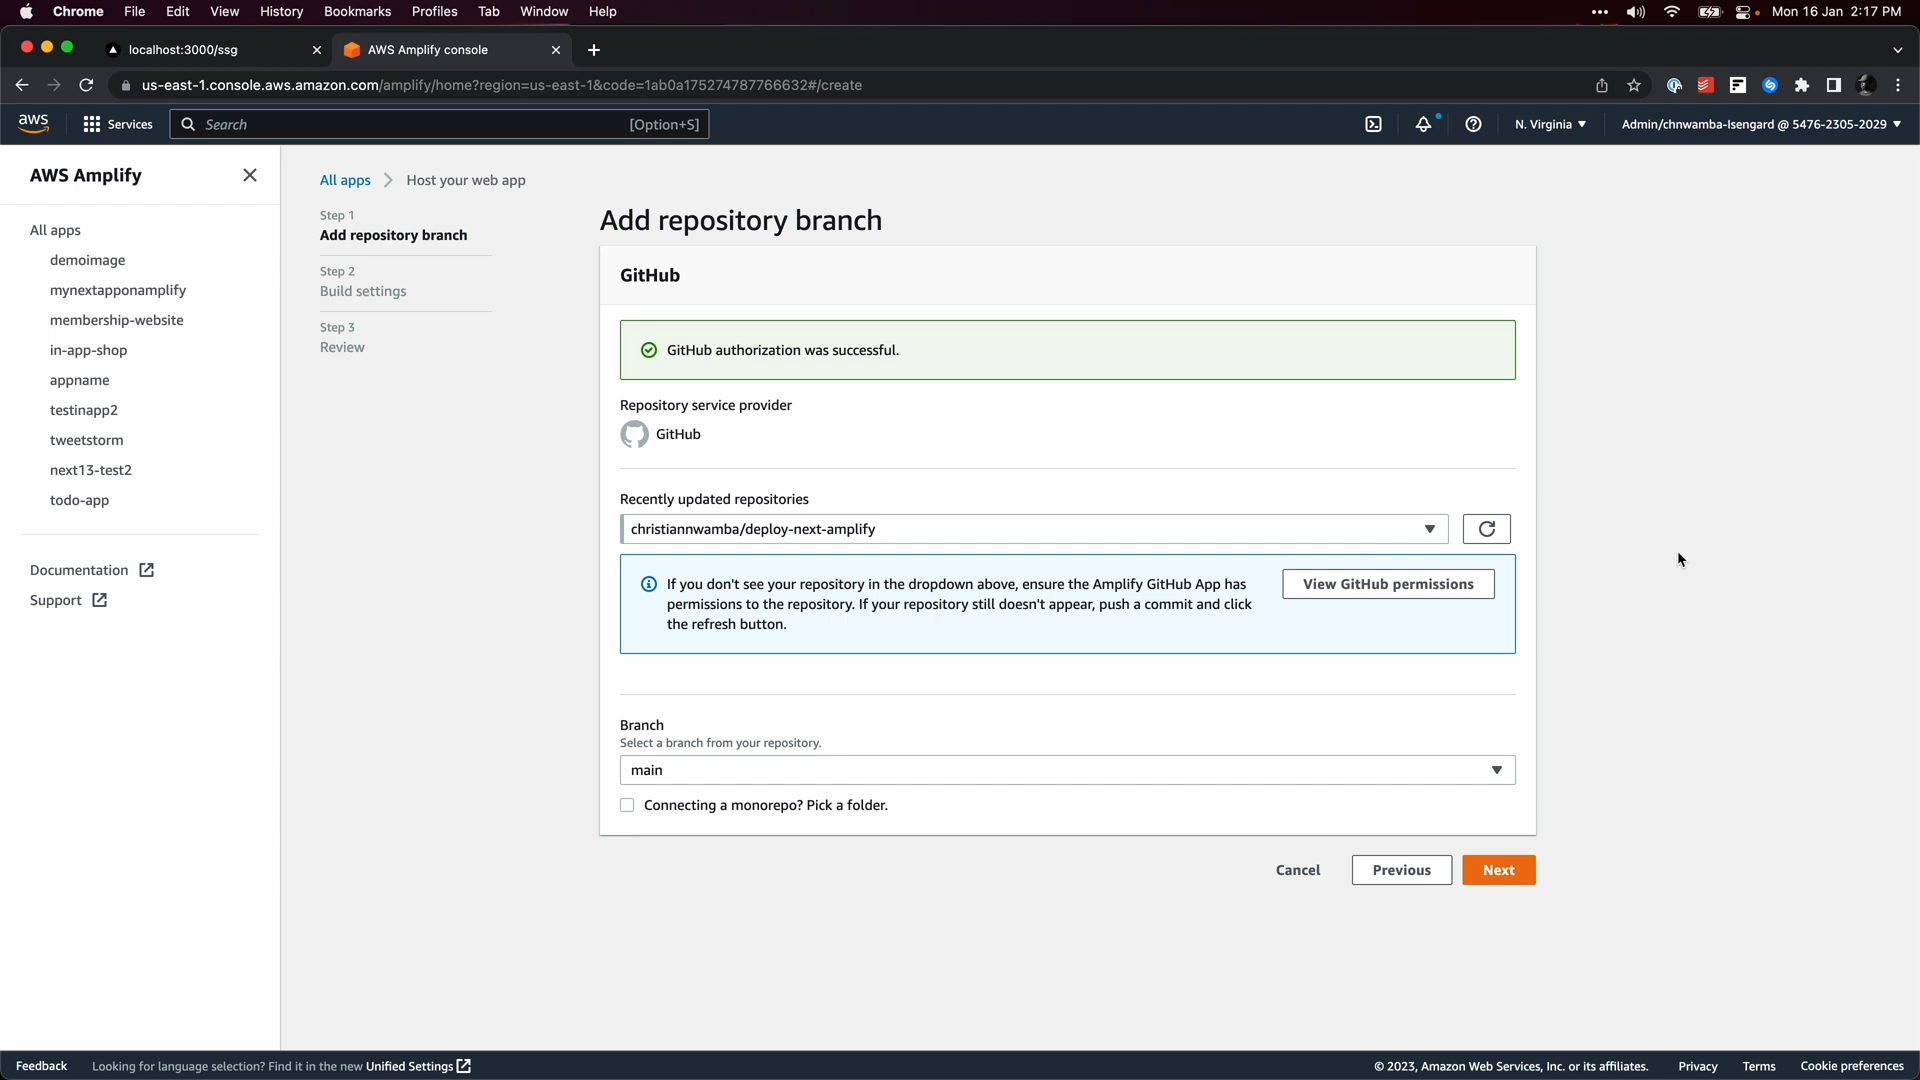 Chrome File Edit View History Bookmarks Profiles Tab Window Help
Mon 16 Jan 2:17 PM
localhost:3000/ssg
AWS Amplify console
us-east-1.console.aws.amazon.com/amplify/home?region=us-east-1&code=1ab0a175274787766632#/create
aws
Services
Search
[Option+S]
N. Virginia
Admin/chnwamba-Isengard @ 5476-2305-2029
AWS Amplify
All apps
demoimage
mynextapponamplify
membership-website
in-app-shop
appname
testinapp2
tweetstorm
next13-test2
todo-app
Documentation
Support
All apps
Host your web app
Step 1
Add repository branch
Step 2
Build settings
Step 3
Review
Add repository branch
GitHub
GitHub authorization was successful.
Repository service provider
GitHub
Recently updated repositories
christiannwamba/deploy-next-amplify
If you don't see your repository in the dropdown above, ensure the Amplify GitHub App has
permissions to the repository. If your repository still doesn't appear, push a commit and click
the refresh button.
View GitHub permissions
Branch
Select a branch from your repository.
main
Connecting a monorepo? Pick a folder.
Cancel
Previous
Next
Feedback
Looking for language selection? Find it in the new Unified Settings
© 2023, Amazon Web Services, Inc. or its affiliates.
Privacy
Terms
Cookie preferences